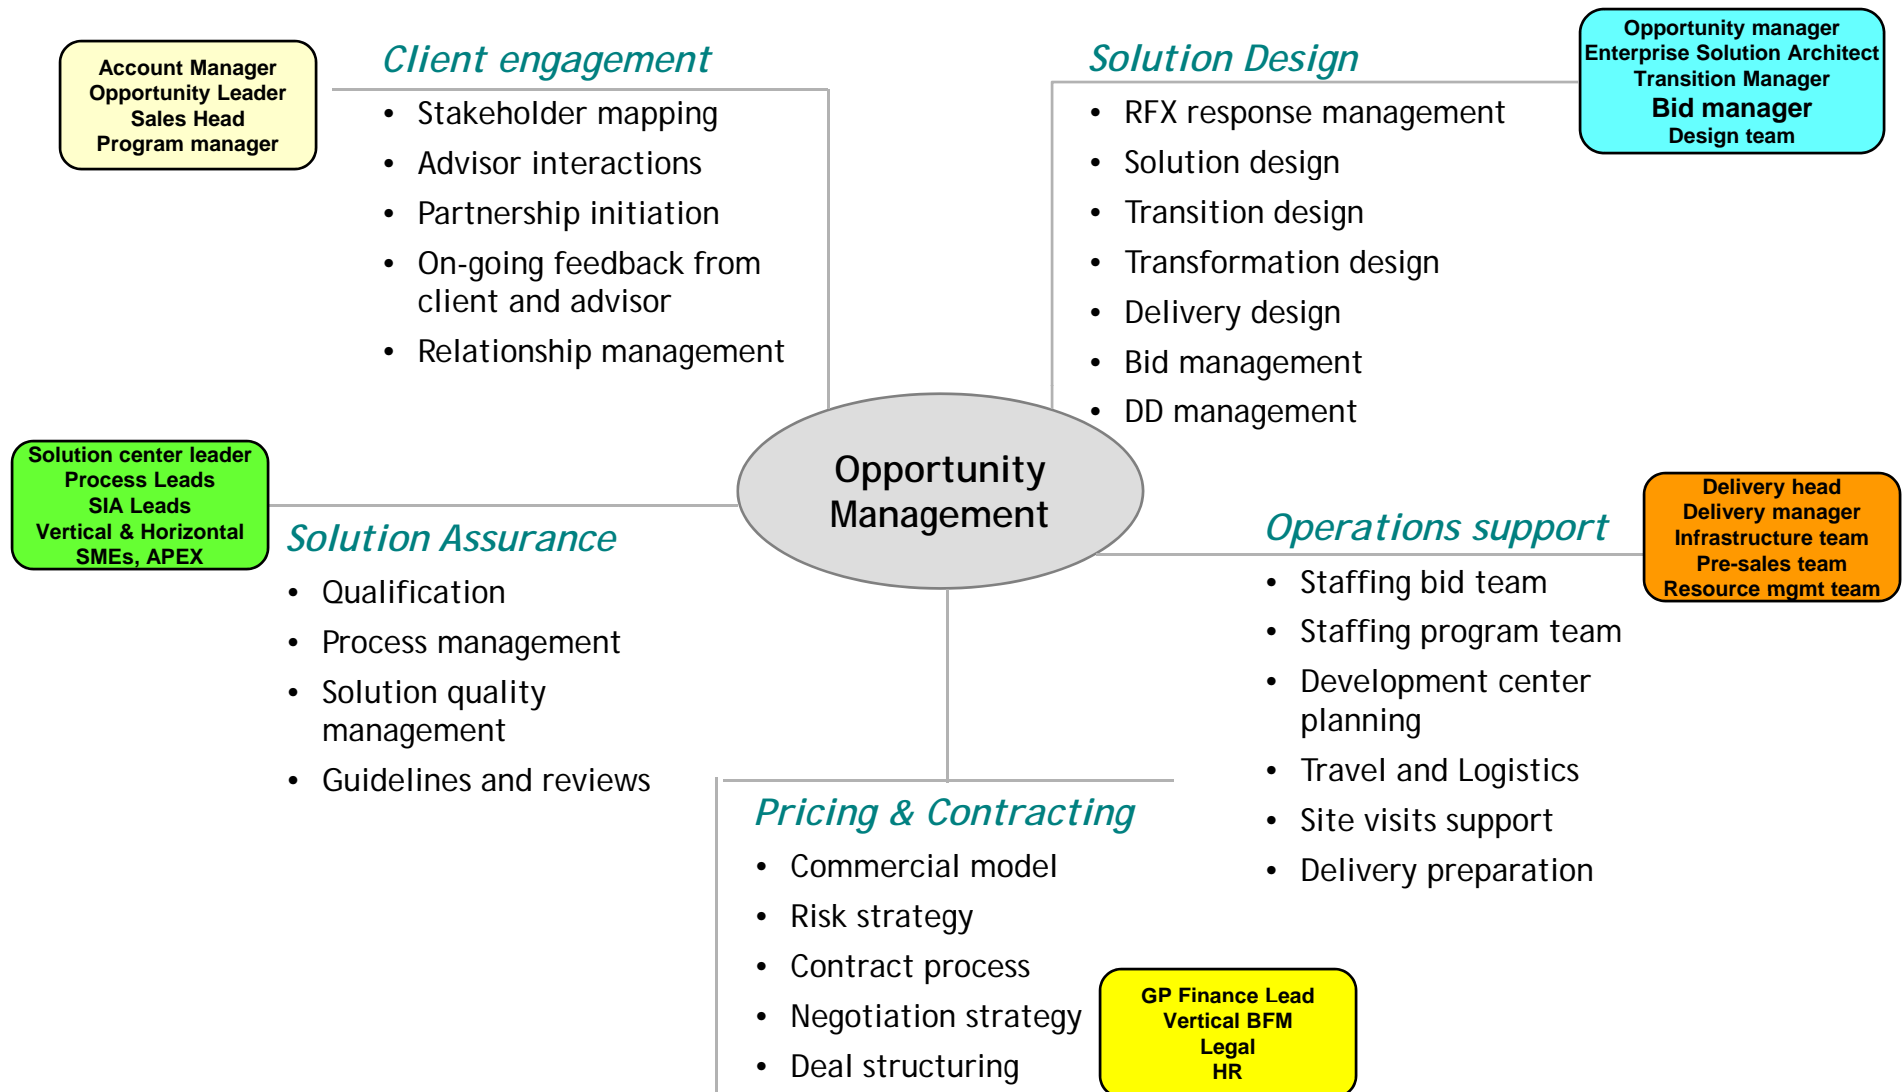 Account Manager
Opportunity Leader
Sales Head
Program manager
Client engagement
• Stakeholder mapping
• Advisor interactions
• Partnership initiation
• On-going feedback from
client and advisor
• Relationship management
Solution Design
• RFX response management
• Solution design
• Transition design
• Transformation design
• Delivery design
• Bid management
• DD management
Opportunity manager
Enterprise Solution Architect
Transition Manager
Bid manager
Design team
Opportunity
Management
Solution center leader
Process Leads
SIA Leads
Vertical & Horizontal
SMEs, APEX
Solution Assurance
• Qualification
• Process management
• Solution quality
management
• Guidelines and reviews
Operations support
• Staffing bid team
• Staffing program team
• Development center
planning
• Travel and Logistics
• Site visits support
• Delivery preparation
Delivery head
Delivery manager
Infrastructure team
Pre-sales team
Resource mgmt team
Pricing & Contracting
• Commercial model
• Risk strategy
• Contract process
• Negotiation strategy
• Deal structuring
GP Finance Lead
Vertical BFM
Legal
HR